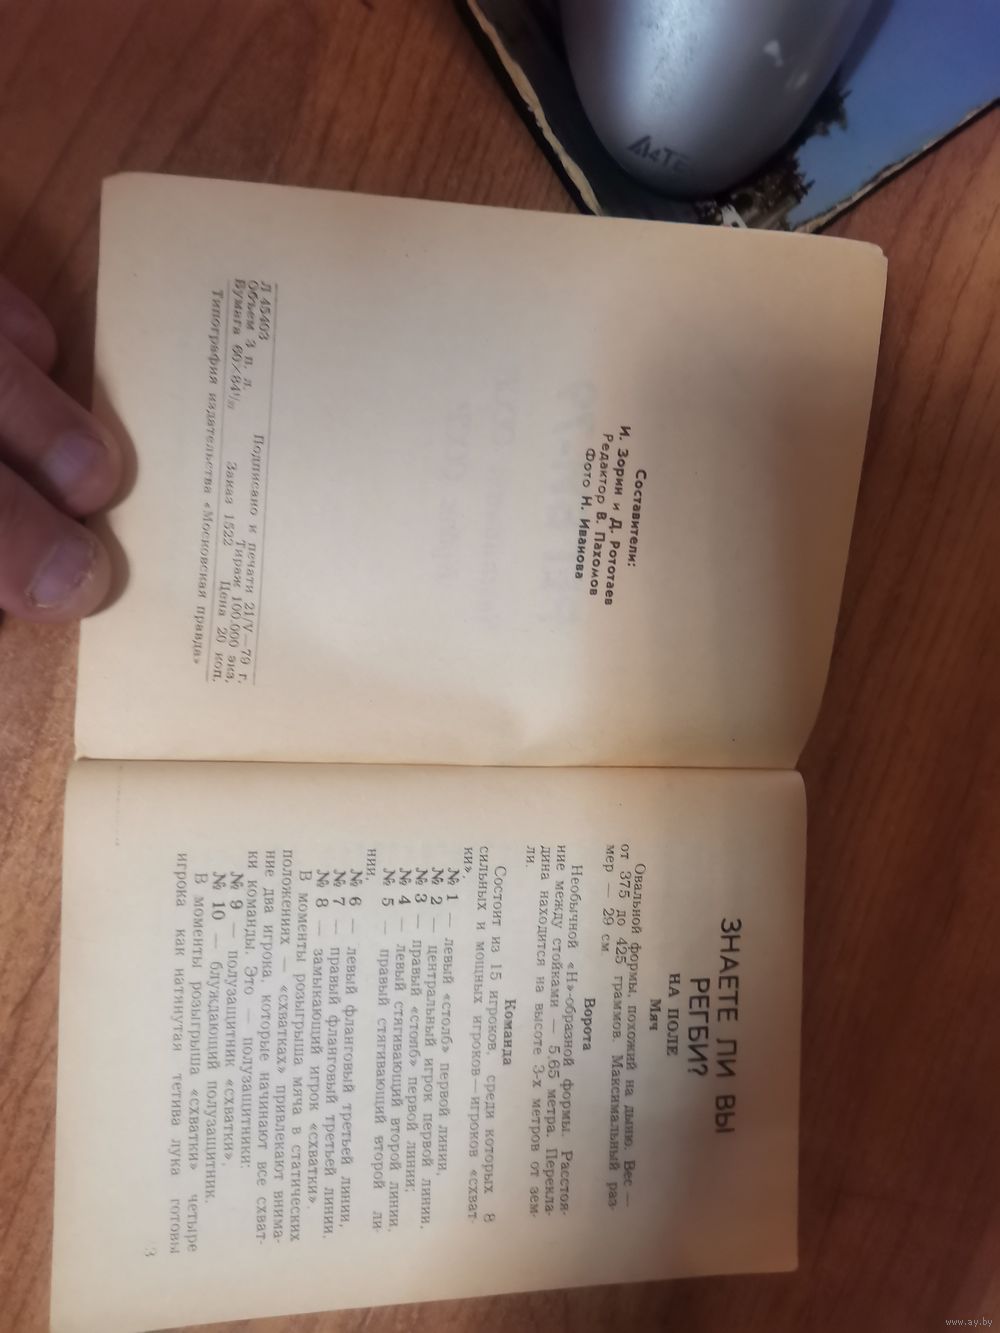 Составители:
И. Зорин и Д. Рототаев
Редактор В. Пахомов
Фото Н. Иванова
Л 45403 Подписано и печати 21/V—79 г.
Объем 3 п. л. Тираж 100.000 экз.
Бумага 60×84 Заказ 1522 Цена 20 коп.
Типография издательства «Московская правда»
ЗНАЕТЕ ЛИ ВЫ
РЕГБИ?
НА ПОЛЕ
Мяч
Овальной формы, похожий на дыню. Вес —
от 375 до 425 граммов. Максимальный раз-
мер — 29 см.
Ворота
Необычной «Н»-образной формы. Расстоя-
ние между стойками — 5,65 метра. Перекла-
дина находится на высоте 3-х метров от зем-
ли.
Команда
Состоит из 15 игроков, среди которых 8
сильных и мощных игроков—игроков «схват-
ки».
№ 1 — левый «столб» первой линии,
№ 2 — центральный игрок первой линии,
№ 3 — правый «столб» первой линии;
№ 4 — левый стягивающий второй линии,
№ 5 — правый стягивающий второй ли-
нии.
№ 6 — левый фланговый третьей линии,
№ 7 — правый фланговый третьей линии.
№ 8 — замыкающий игрок «схватки».
В моменты розыгрыша мяча в статических
положениях — «схватках» привлекают внима-
ние два игрока, которые начинают все схват-
ки команды. Это — полузащитники:
№ 9 — полузащитник «схватки»,
№ 10 — блуждающий полузащитник.
В моменты розыгрыша «схватки» четыре
игрока как натянутая тетива лука готовы
3
A4TE
www.ay.by